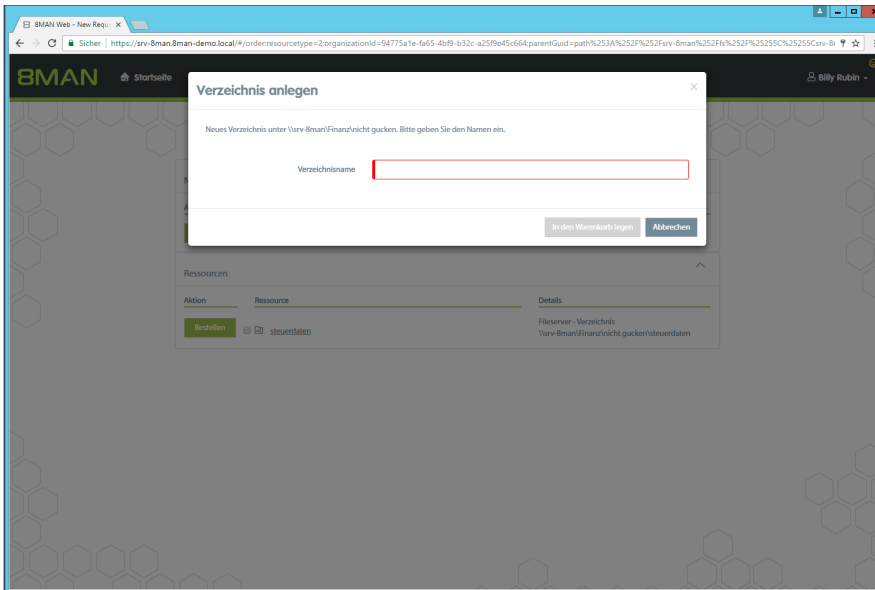 8MAN Web - New Requ
Sicher | https://srv-8man.8man-demo.local/#/order;resourcetype=2;organizationId=94775a1e-fa65-4bf9-b32c-a25f9e45c664;parentGuid=path%253A%252F%252Fsrv-8man%252Ffs%252F%25255C%25255Csrv-8
8MAN
Startseite
Billy Rubin
Verzeichnis anlegen
Neues Verzeichnis unter \\srv-8man\Finanz\nicht gucken. Bitte geben Sie den Namen ein.
Verzeichnisname
In den Warenkorb legen
Abbrechen
Ressourcen
Aktion Ressource Details
Bestellen steuerdaten Fileserver - Verzeichnis
\\srv-8man\Finanz\nicht gucken\steuerdaten